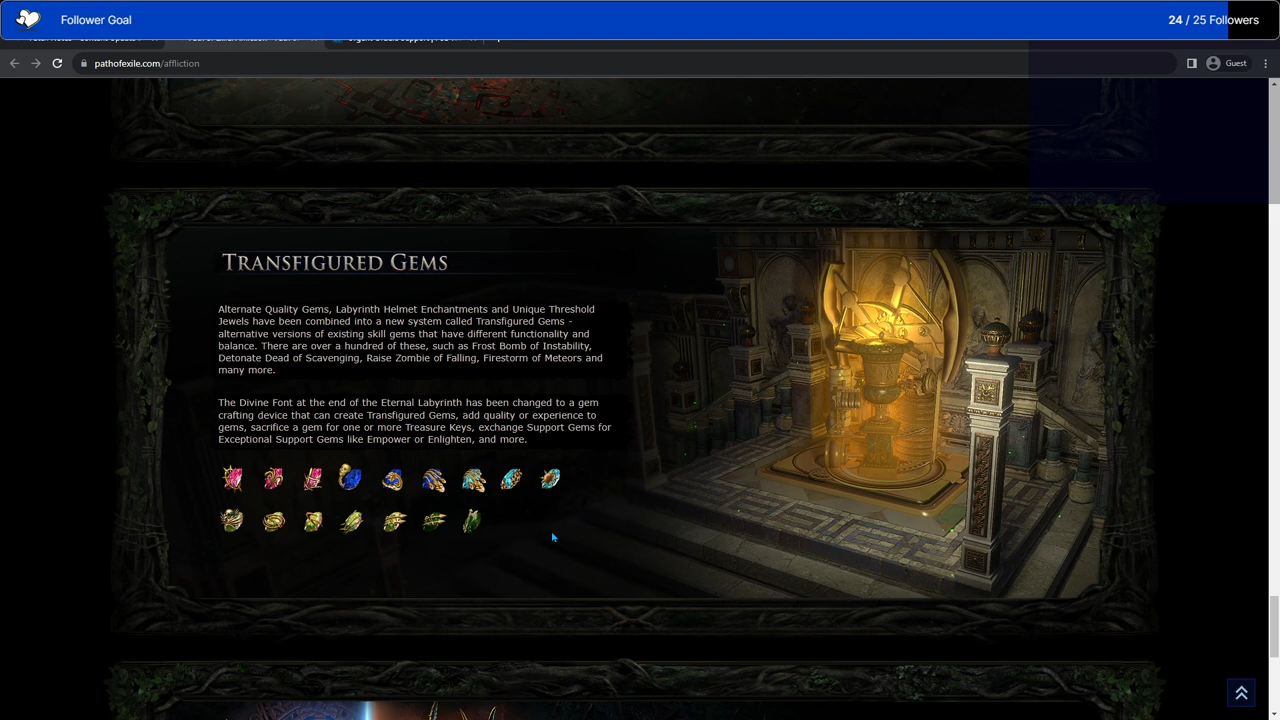 Follower Goal
24 / 25 Followers
pathofexile.com/affliction
Guest
Transfigured Gems
Alternate Quality Gems, Labyrinth Helmet Enchantments and Unique Threshold
Jewels have been combined into a new system called Transfigured Gems -
alternative versions of existing skill gems that have different functionality and
balance. There are over a hundred of these, such as Frost Bomb of Instability,
Detonate Dead of Scavenging, Raise Zombie of Falling, Firestorm of Meteors and
many more.
The Divine Font at the end of the Eternal Labyrinth has been changed to a gem
crafting device that can create Transfigured Gems, add quality or experience to
gems, sacrifice a gem for one or more Treasure Keys, exchange Support Gems for
Exceptional Support Gems like Empower or Enlighten, and more.